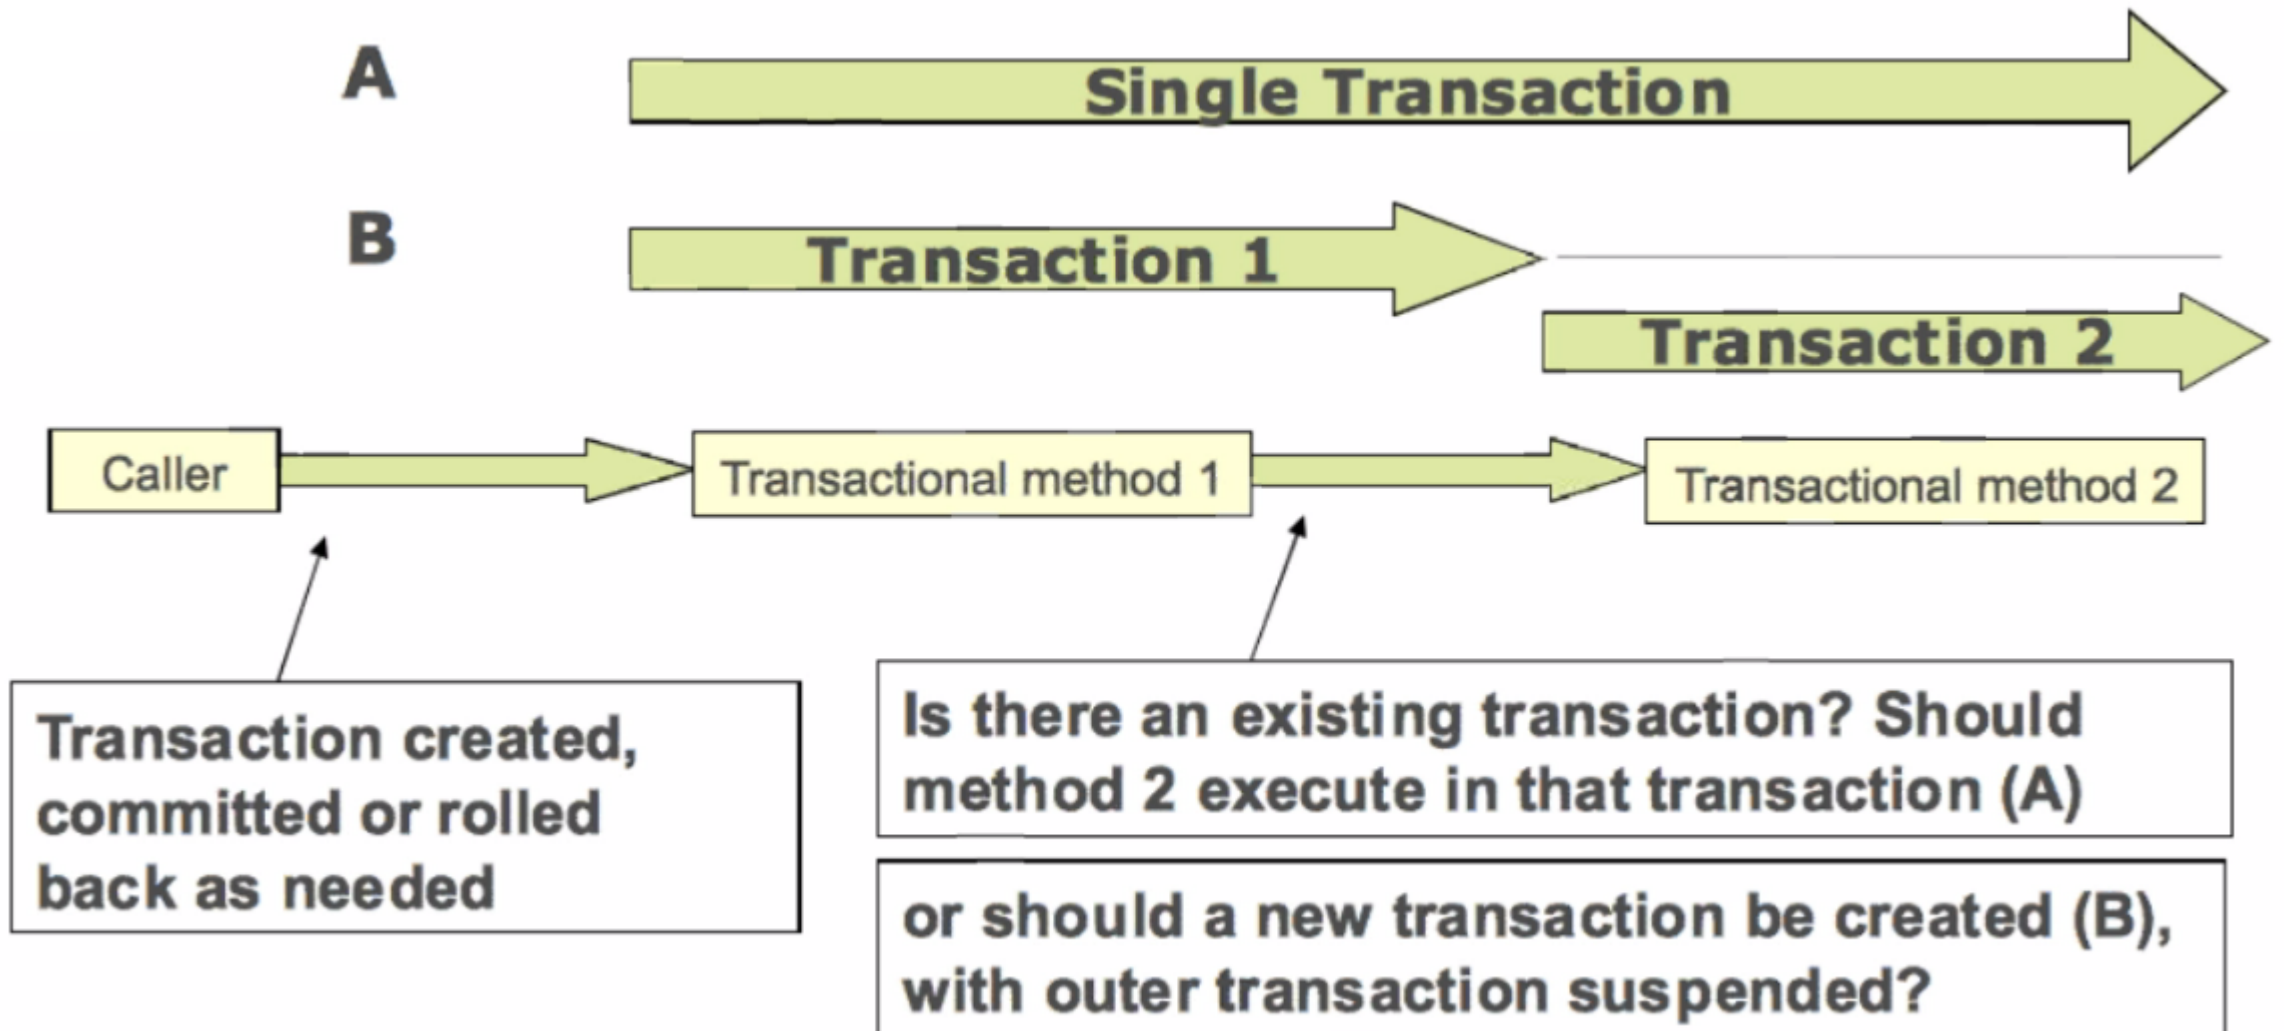 A
Single Transaction
B
Transaction 1
Transaction 2
Caller
Transactional method 1
Transactional method 2
Transaction created,
committed or rolled
back as needed
Is there an existing transaction? Should
method 2 execute in that transaction (A)
or should a new transaction be created (B),
with outer transaction suspended?